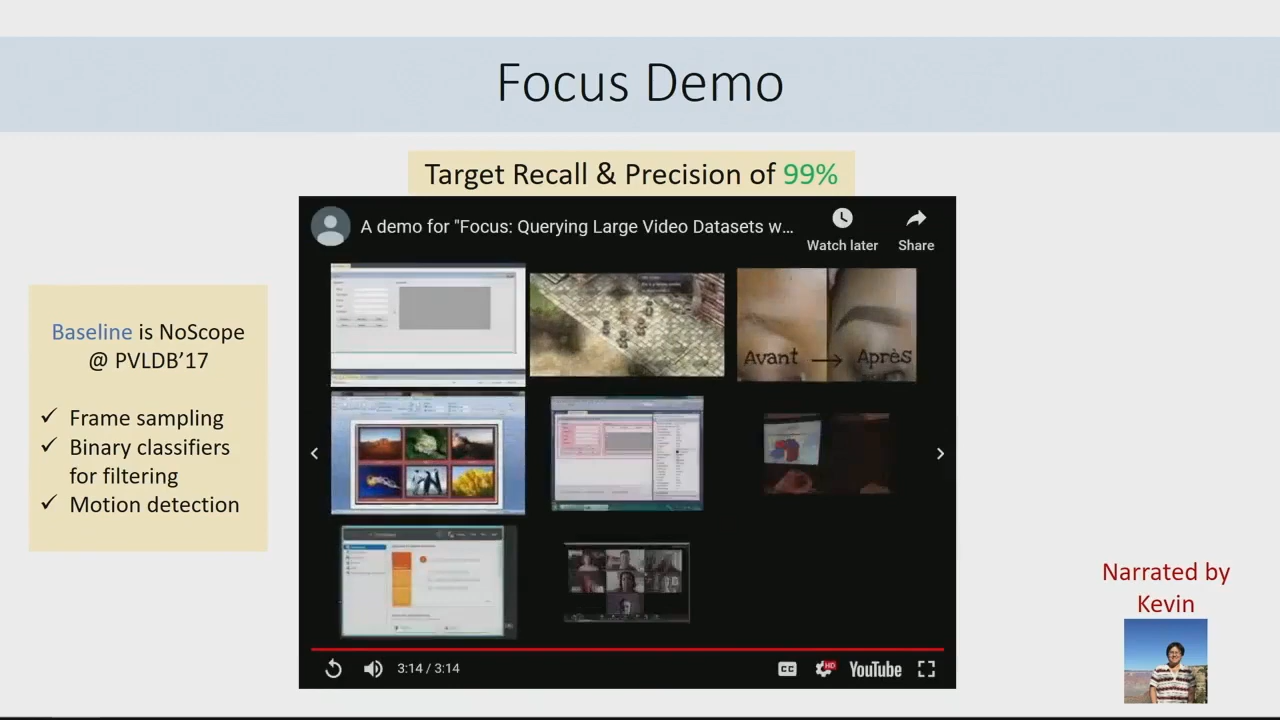 Focus Demo
Target Recall & Precision of 99%
A demo for "Focus: Querying Large Video Datasets w...
Watch later
Share
Avant → Après
Baseline is NoScope
@ PVLDB'17
✓ Frame sampling
✓ Binary classifiers
for filtering
✓ Motion detection
3:14 / 3:14
CC
HD
YouTube
Narrated by
Kevin